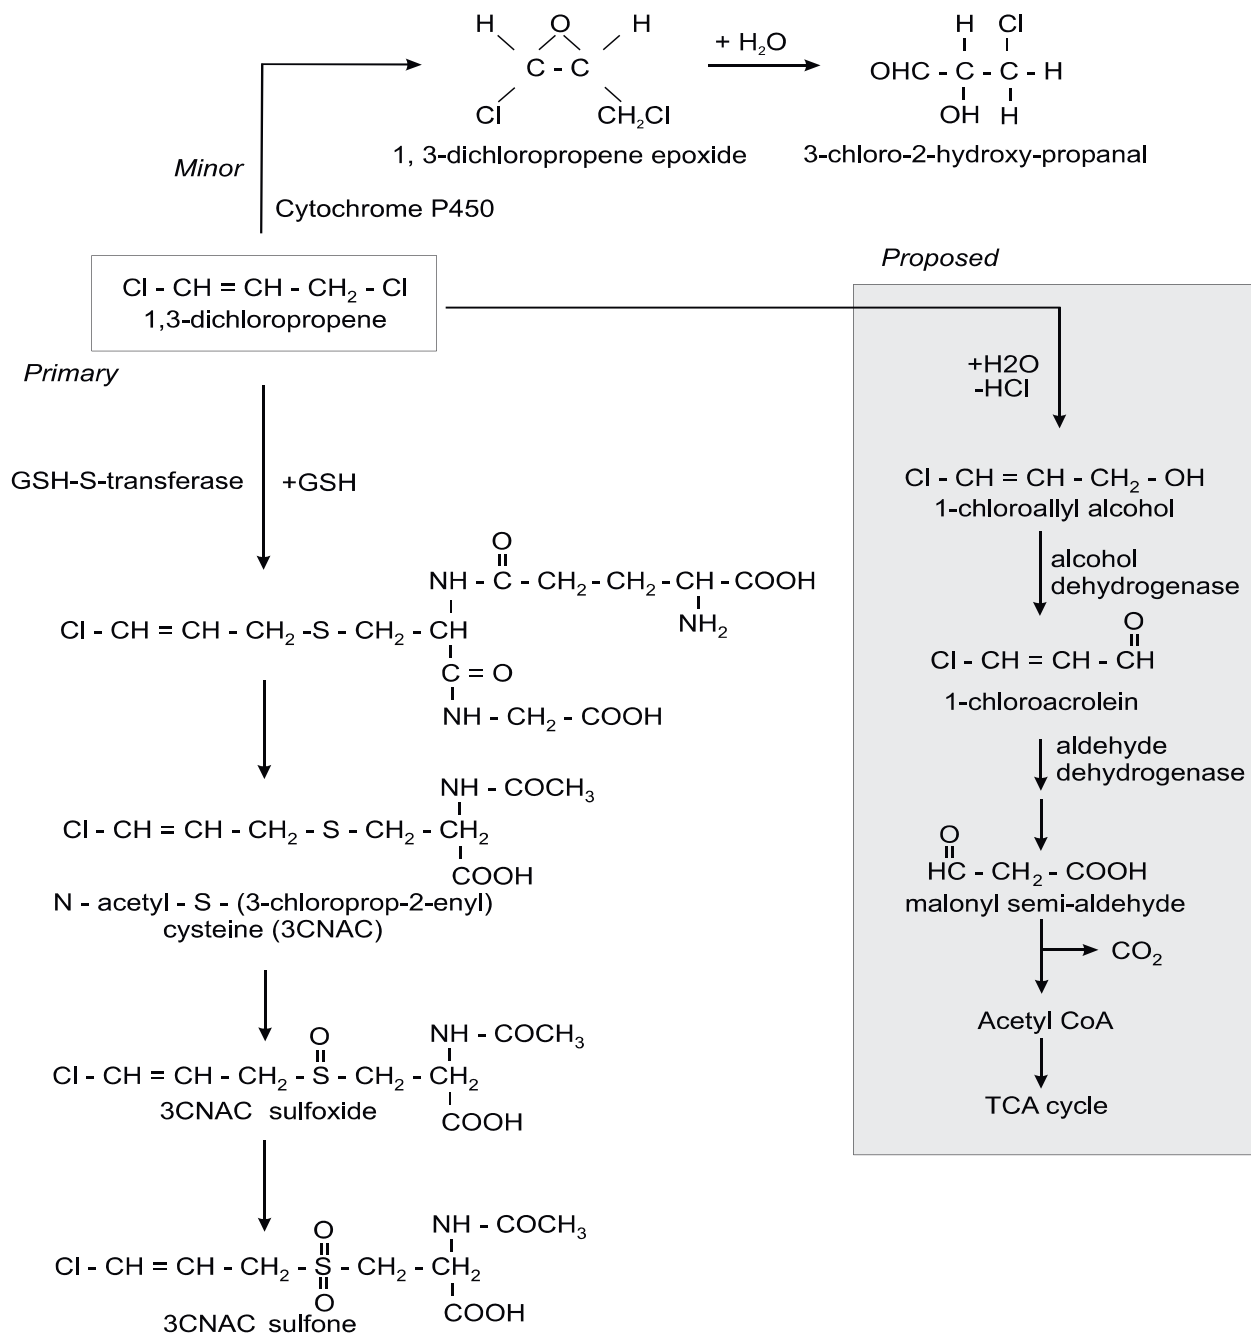 H O H
C - C
Cl CH₂Cl
1, 3-dichloropropene epoxide
+ H₂O
H Cl
OHC - C - C - H
OH H
3-chloro-2-hydroxy-propanal
Minor
Cytochrome P450
Cl - CH = CH - CH₂ - Cl
1,3-dichloropropene
Proposed
Primary
+H2O
-HCl
GSH-S-transferase
+GSH
Cl - CH = CH - CH₂ - OH
1-chloroallyl alcohol
alcohol
dehydrogenase
O
Cl - CH = CH - CH
1-chloroacrolein
aldehyde
dehydrogenase
O
HC - CH₂ - COOH
malonyl semi-aldehyde
CO₂
Acetyl CoA
TCA cycle
O
NH - C - CH₂ - CH₂ - CH - COOH
NH₂
Cl - CH = CH - CH₂ -S - CH₂ - CH
C = O
NH - CH₂ - COOH
NH - COCH₃
Cl - CH = CH - CH₂ - S - CH₂ - CH₂
COOH
N - acetyl - S - (3-chloroprop-2-enyl)
cysteine (3CNAC)
O NH - COCH₃
Cl - CH = CH - CH₂ - S - CH₂ - CH₂
COOH
3CNAC sulfoxide
O NH - COCH₃
Cl - CH = CH - CH₂ - S - CH₂ - CH₂
O COOH
3CNAC sulfone